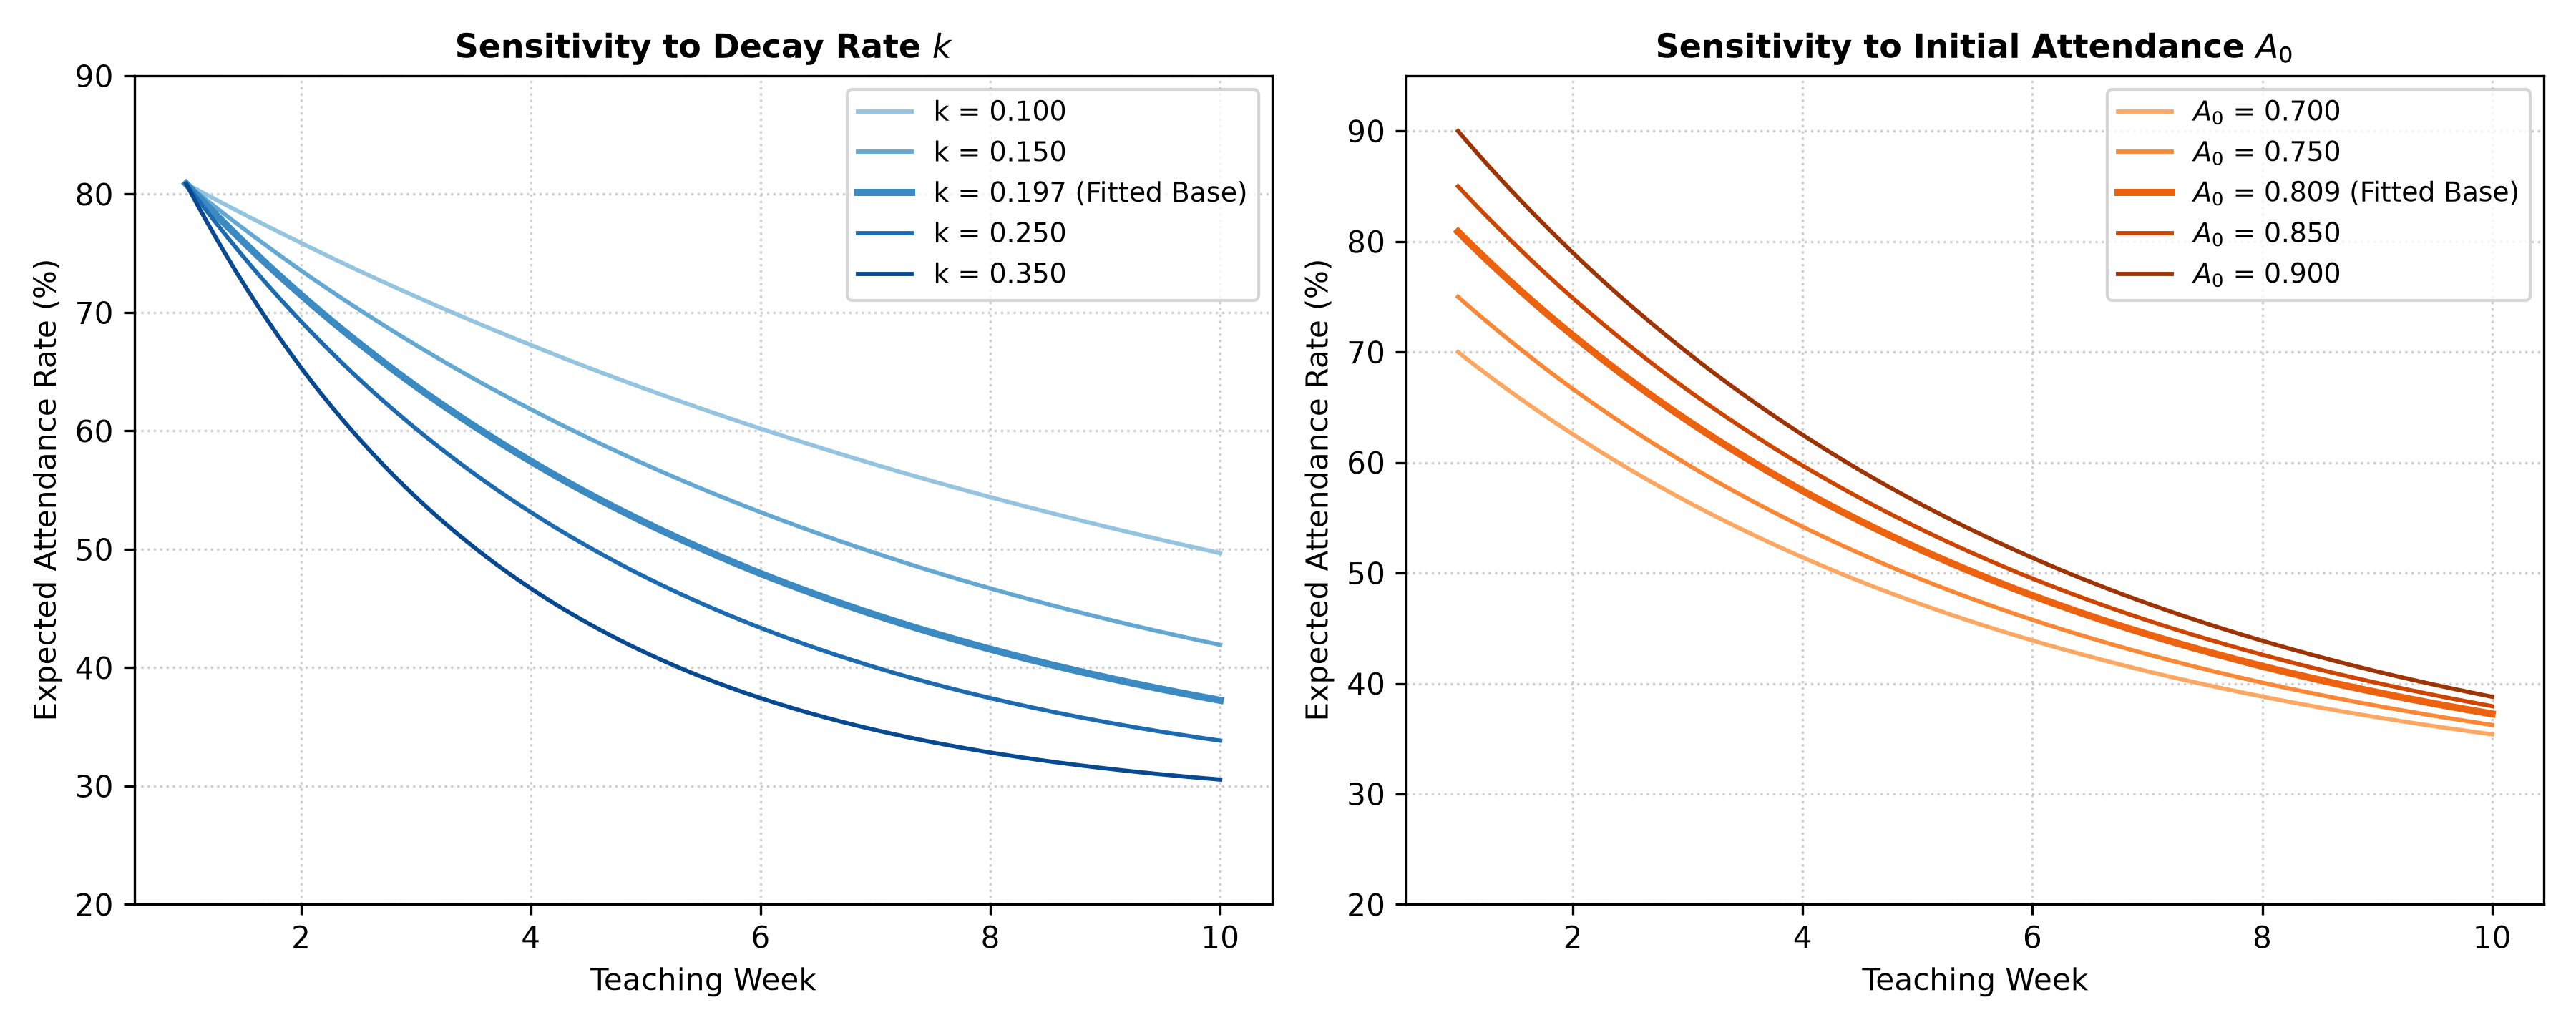 Sensitivity to Decay Rate k
90
80
70
60
50
40
30
20
Expected Attendance Rate (%)
k = 0.100
k = 0.150
k = 0.197 (Fitted Base)
k = 0.250
k = 0.350
2 4 6 8 10
Teaching Week
Sensitivity to Initial Attendance A₀
90
80
70
60
50
40
30
20
Expected Attendance Rate (%)
A₀ = 0.700
A₀ = 0.750
A₀ = 0.809 (Fitted Base)
A₀ = 0.850
A₀ = 0.900
2 4 6 8 10
Teaching Week